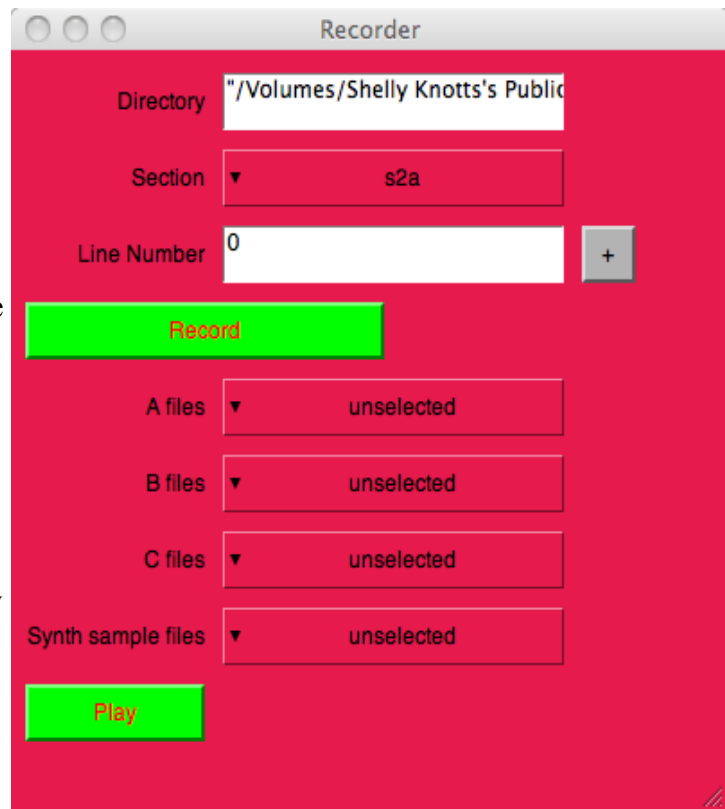 Recorder
Directory "/Volumes/Shelly Knotts's Public
Section ▼ s2a
Line Number 0 +
Record
A files ▼ unselected
B files ▼ unselected
C files ▼ unselected
Synth sample files ▼ unselected
Play